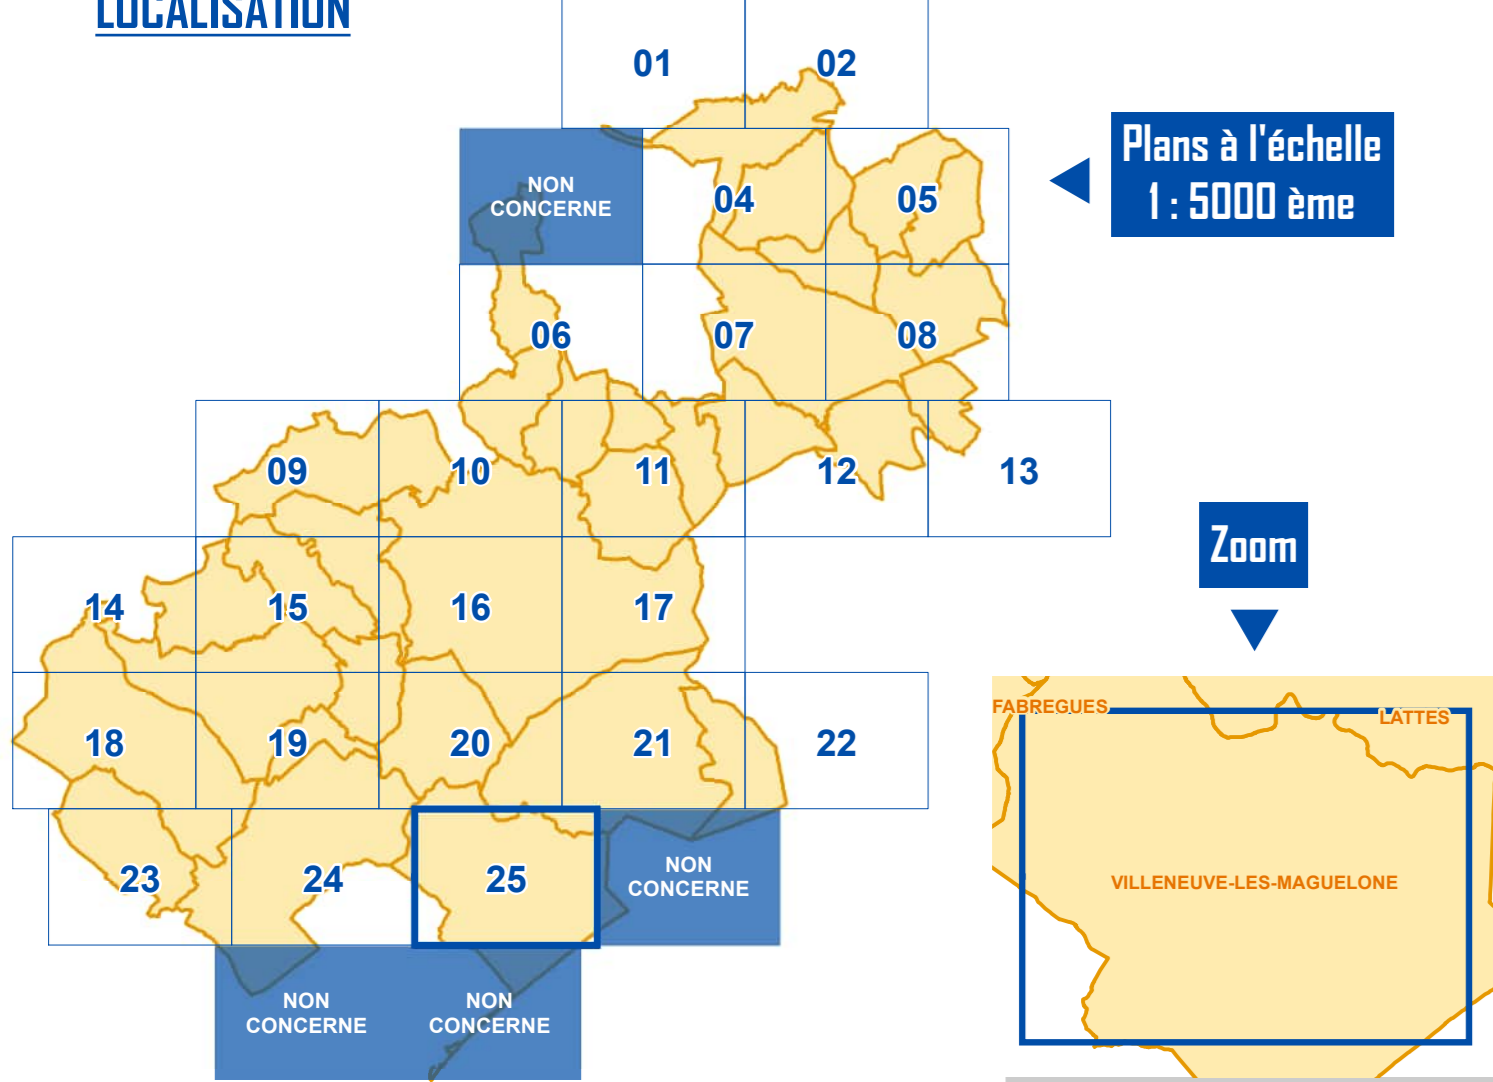 LOCALISATION
01
02
Plans à l'échelle
1 : 5000 ème
NON
CONCERNE
04
05
06
07
08
09
10
11
12
13
Zoom
14
15
16
17
FABREGUES
LATTES
18
19
20
21
22
VILLENEUVE-LES-MAGUELONE
23
24
25
NON
CONCERNE
NON
CONCERNE
NON
CONCERNE